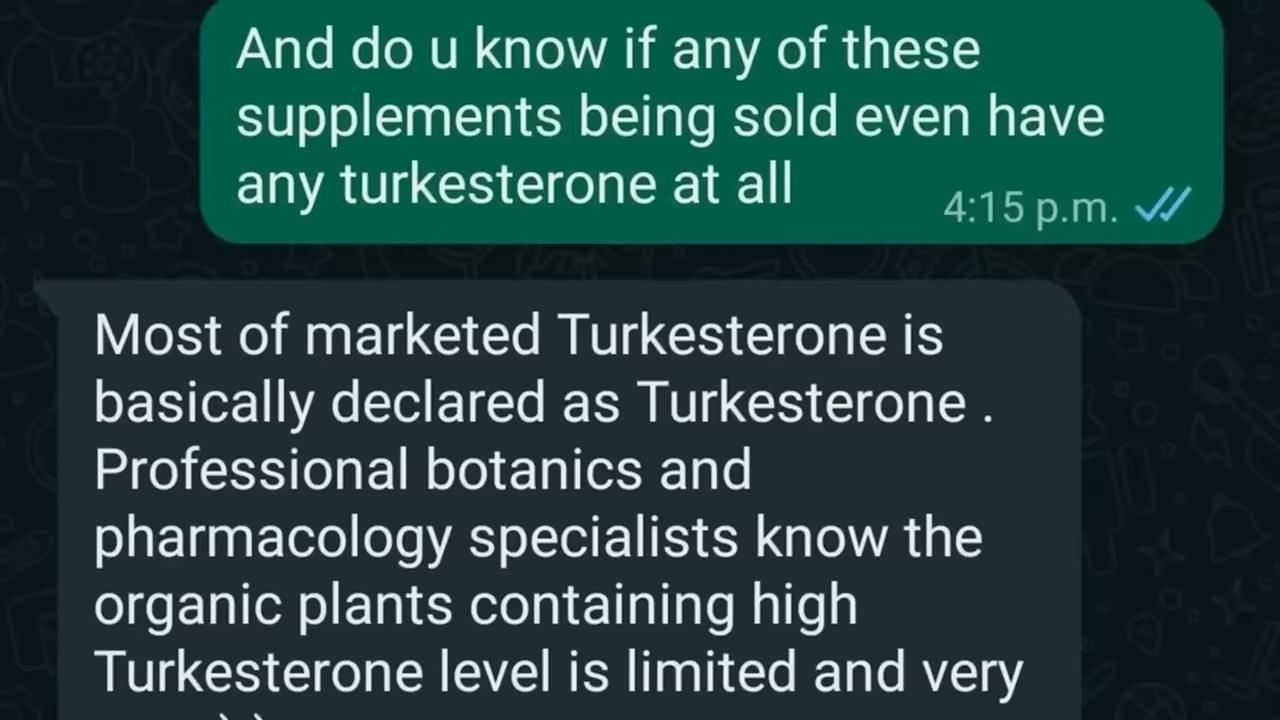 And do u know if any of these
supplements being sold even have
any turkesterone at all
4:15 p.m.
Most of marketed Turkesterone is
basically declared as Turkesterone .
Professional botanics and
pharmacology specialists know the
organic plants containing high
Turkesterone level is limited and very